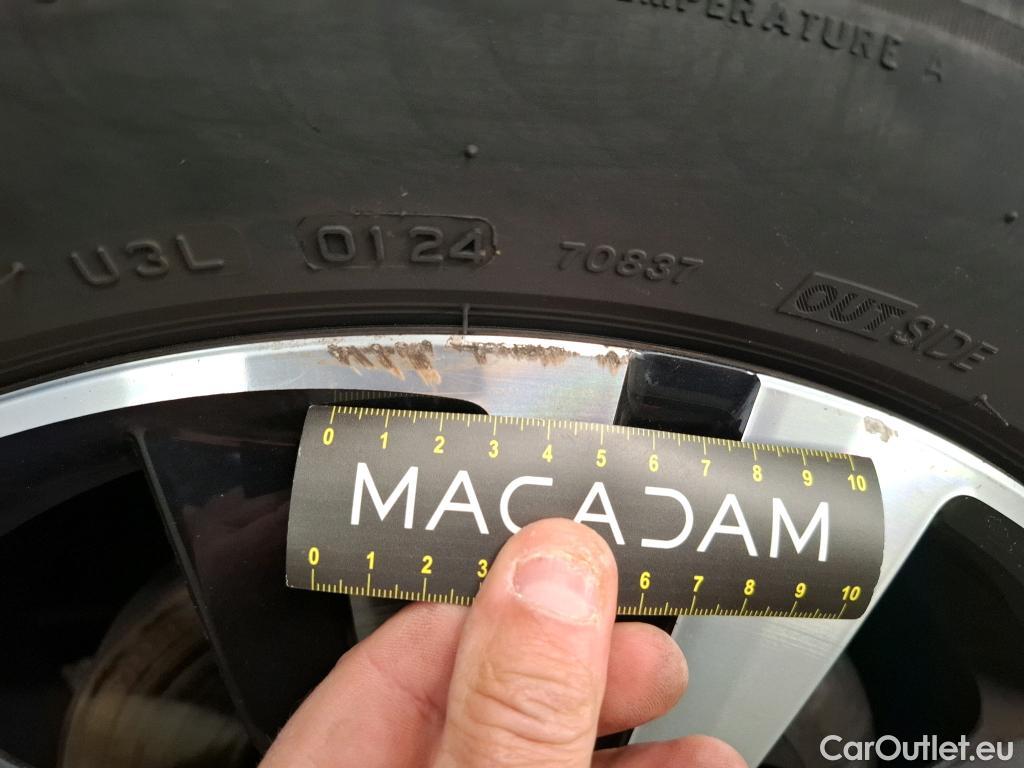 TEMPERATURE A
U3L 0124 70837 OUTSIDE
0 1 2 3 4 5 6 7 8 9 10
MACADAM
0 1 2 3 6 7 8 9 10
CarOutlet.eu